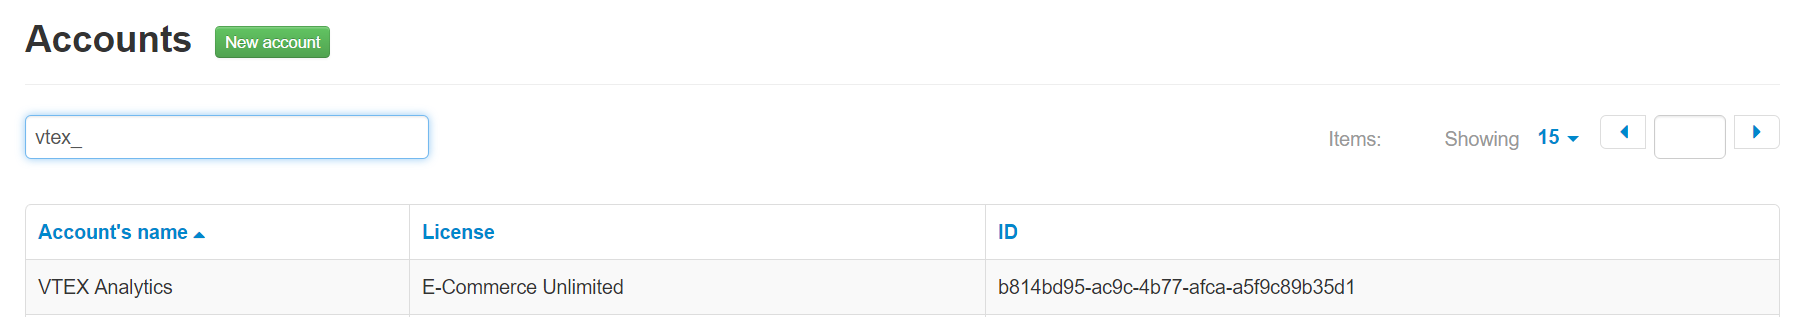 Accounts New account
vtex_ Items: Showing 15
Account's name License ID
VTEX Analytics E-Commerce Unlimited b814bd95-ac9c-4b77-afca-a5f9c89b35d1